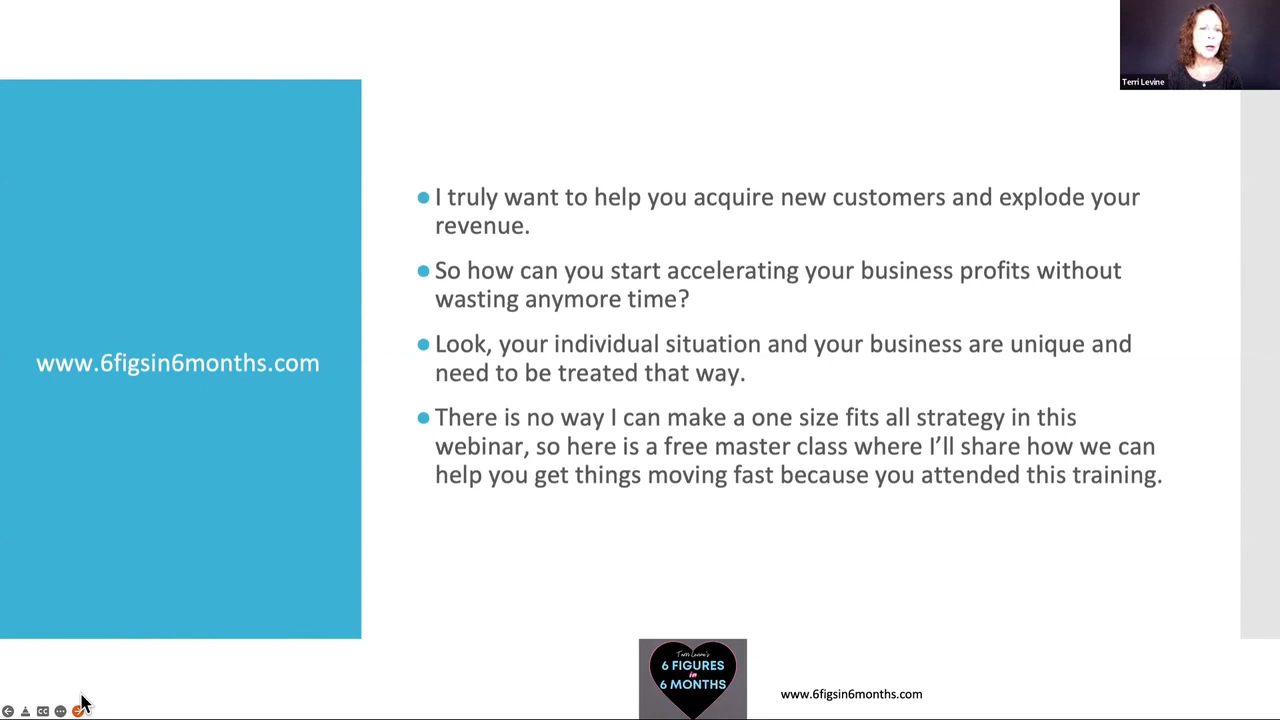 Terri Levine
www.6figsin6months.com
● I truly want to help you acquire new customers and explode your
revenue.
● So how can you start accelerating your business profits without
wasting anymore time?
● Look, your individual situation and your business are unique and
need to be treated that way.
● There is no way I can make a one size fits all strategy in this
webinar, so here is a free master class where I’ll share how we can
help you get things moving fast because you attended this training.
Terri Levine's
6 FIGURES
in
6 MONTHS
www.6figsin6months.com
CC